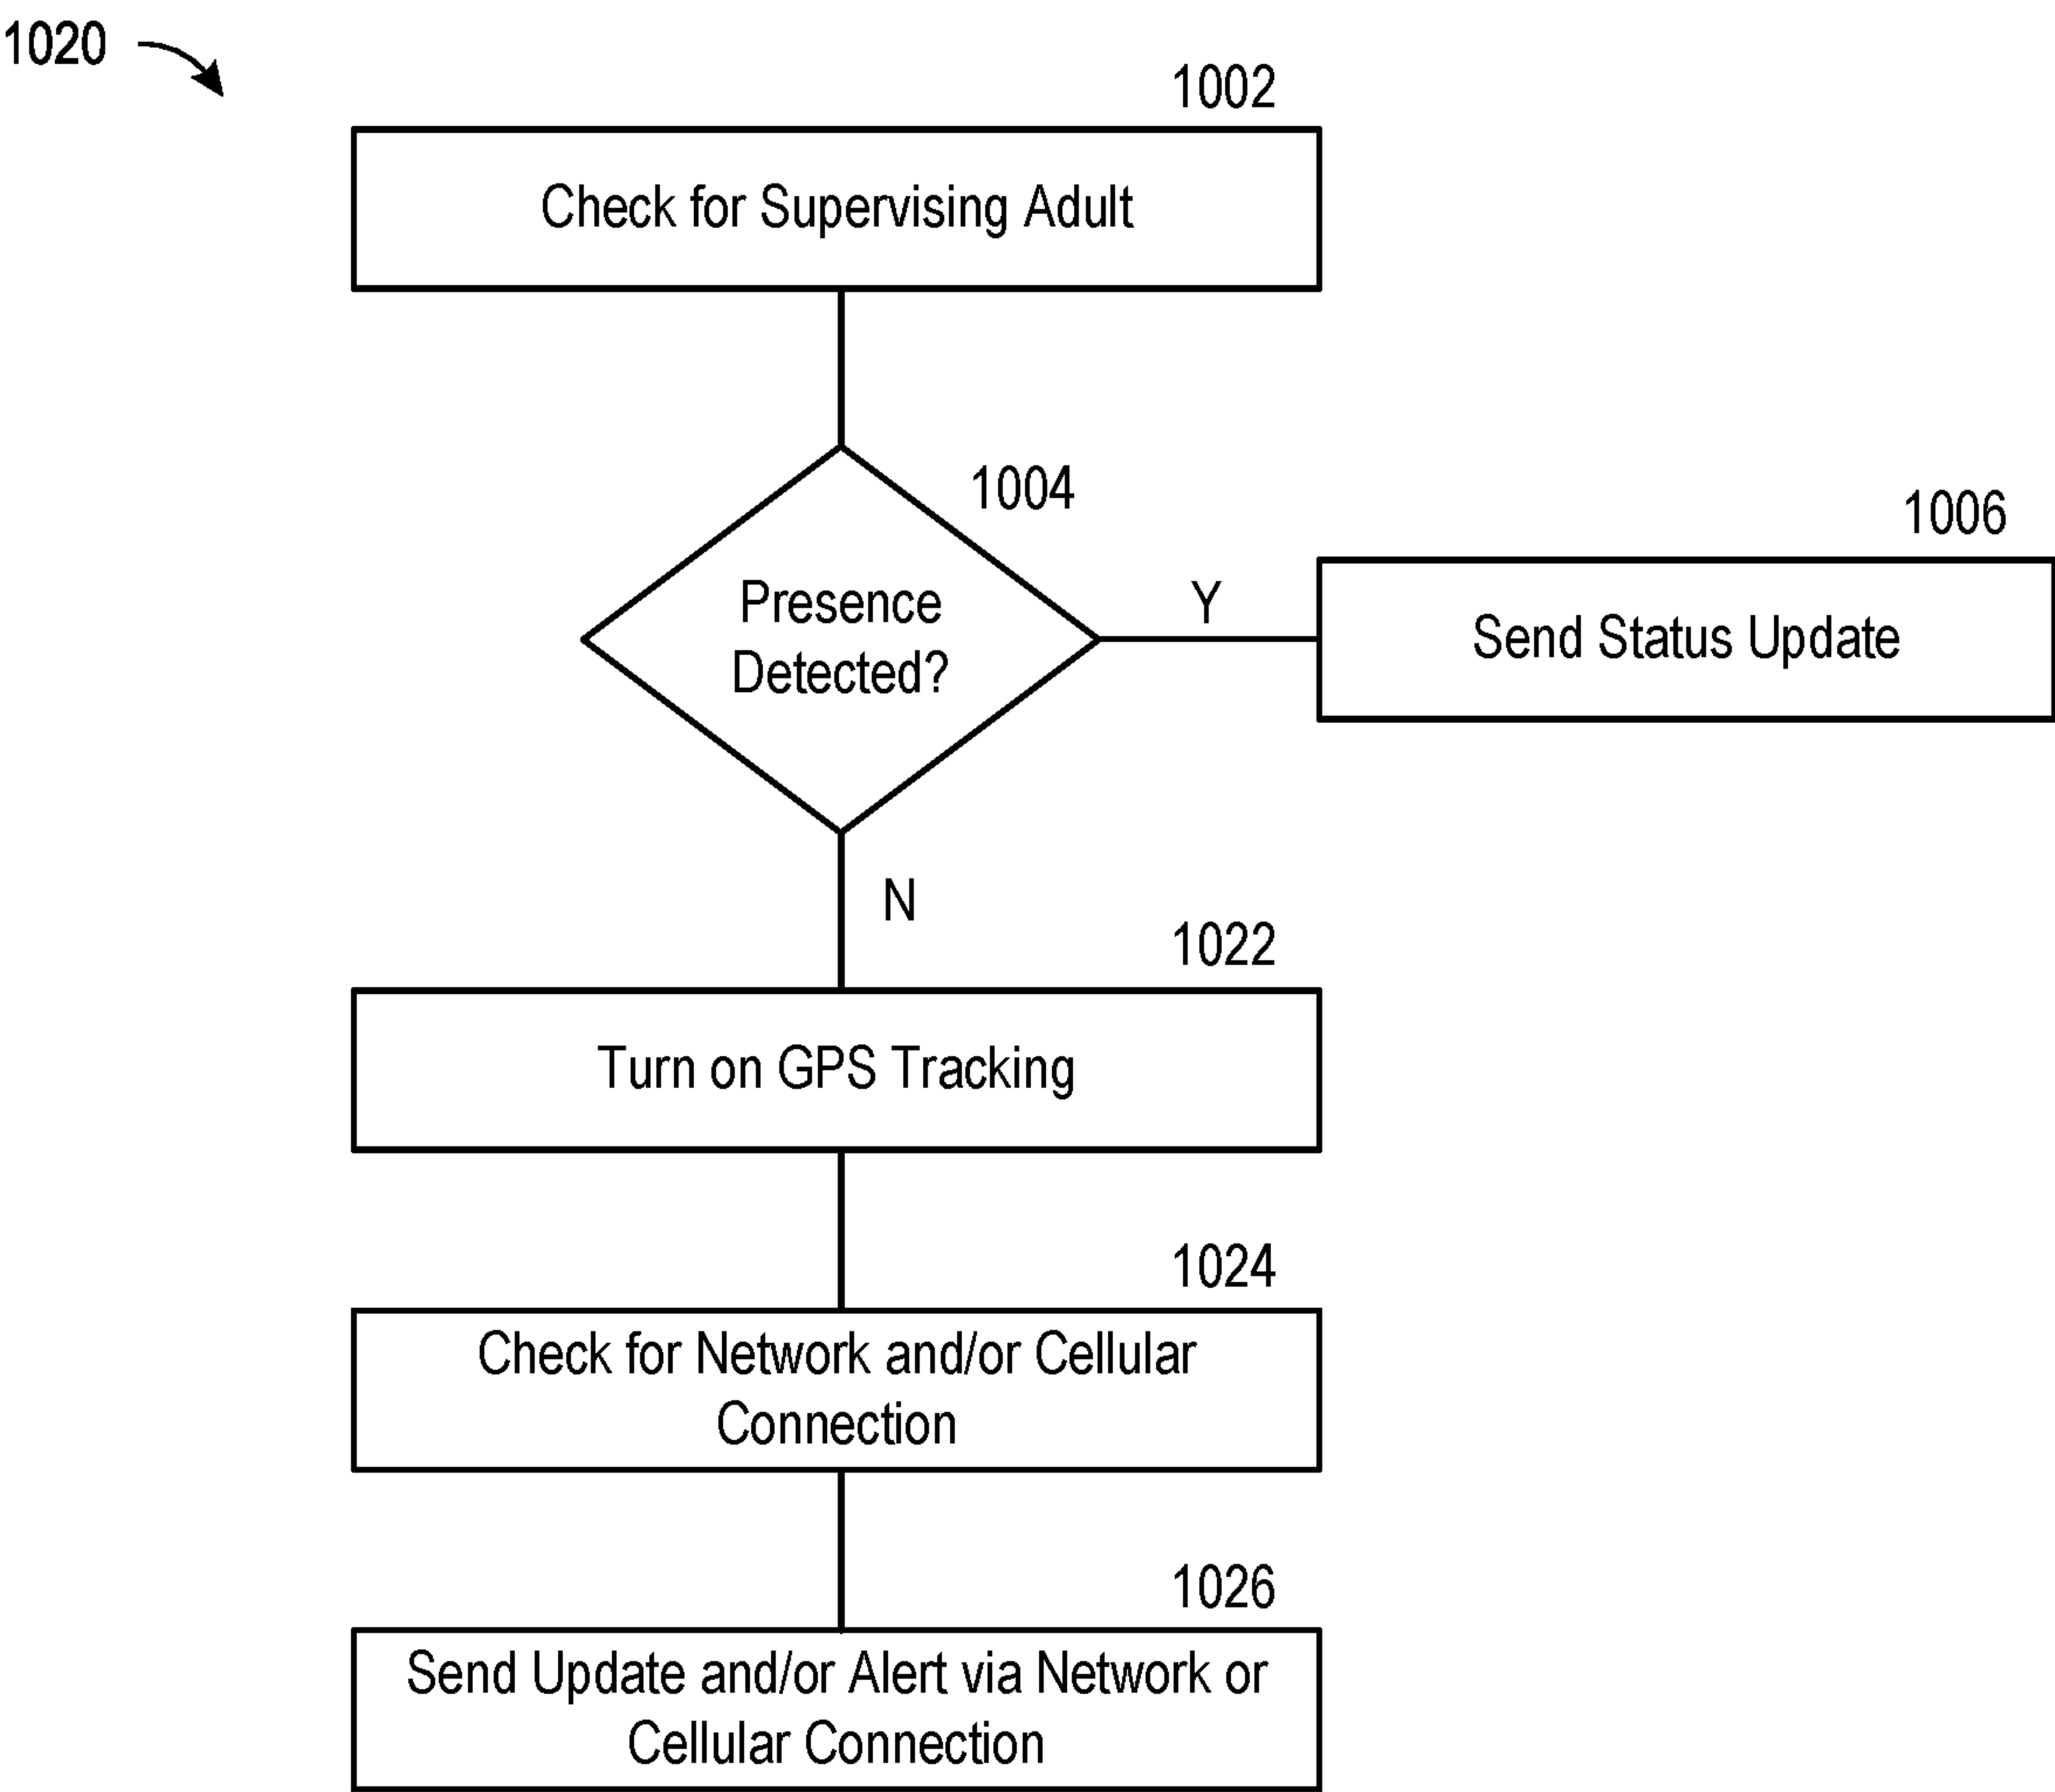 1020
1002
Check for Supervising Adult
1004
Presence
Detected?
Y
1006
Send Status Update
N
1022
Turn on GPS Tracking
1024
Check for Network and/or Cellular
Connection
1026
Send Update and/or Alert via Network or
Cellular Connection